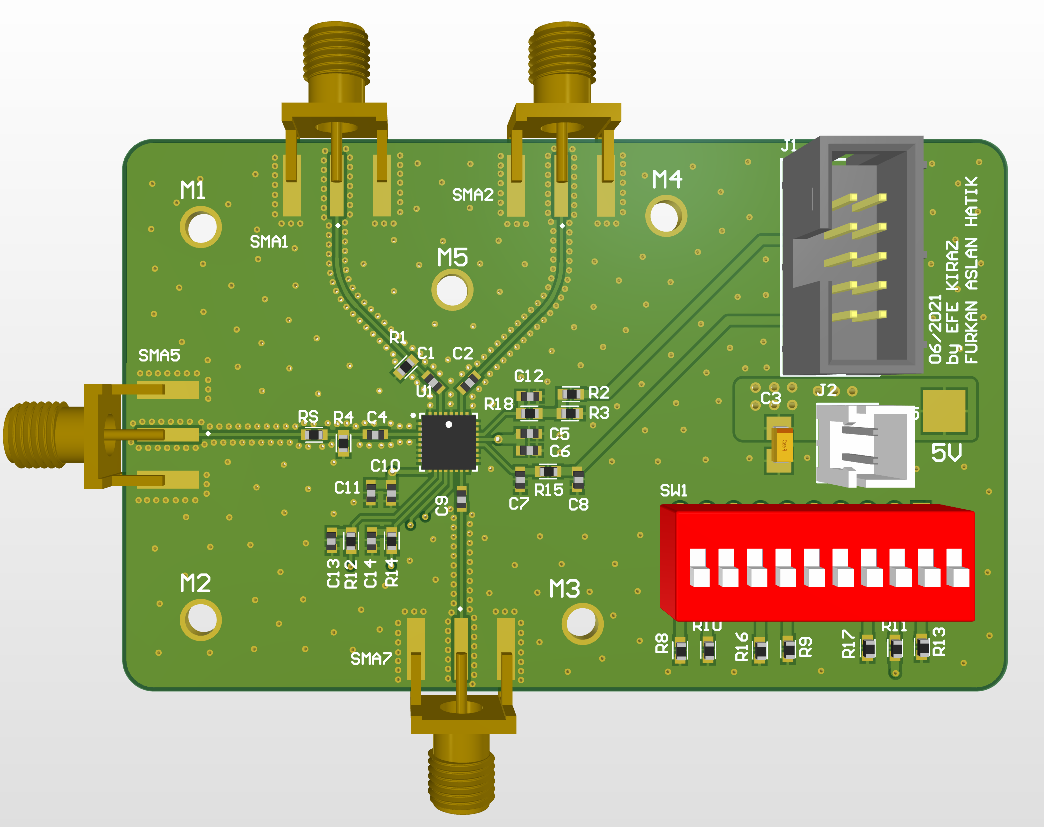 J1
M1
M4
SMA2
SMA1
M5
06/2021
by EFE KIRAZ
FURKAN ASLAN HATIK
R1
C1
C2
SMA5
U1
C12
R2
R18
R3
C3
J2
RS
R4
C4
C5
C6
5V
C10
C11
C9
C7
R15
C8
SW1
C13
R12
C14
R14
M2
M3
SMA7
R8
R10
R16
R9
R17
R11
R13